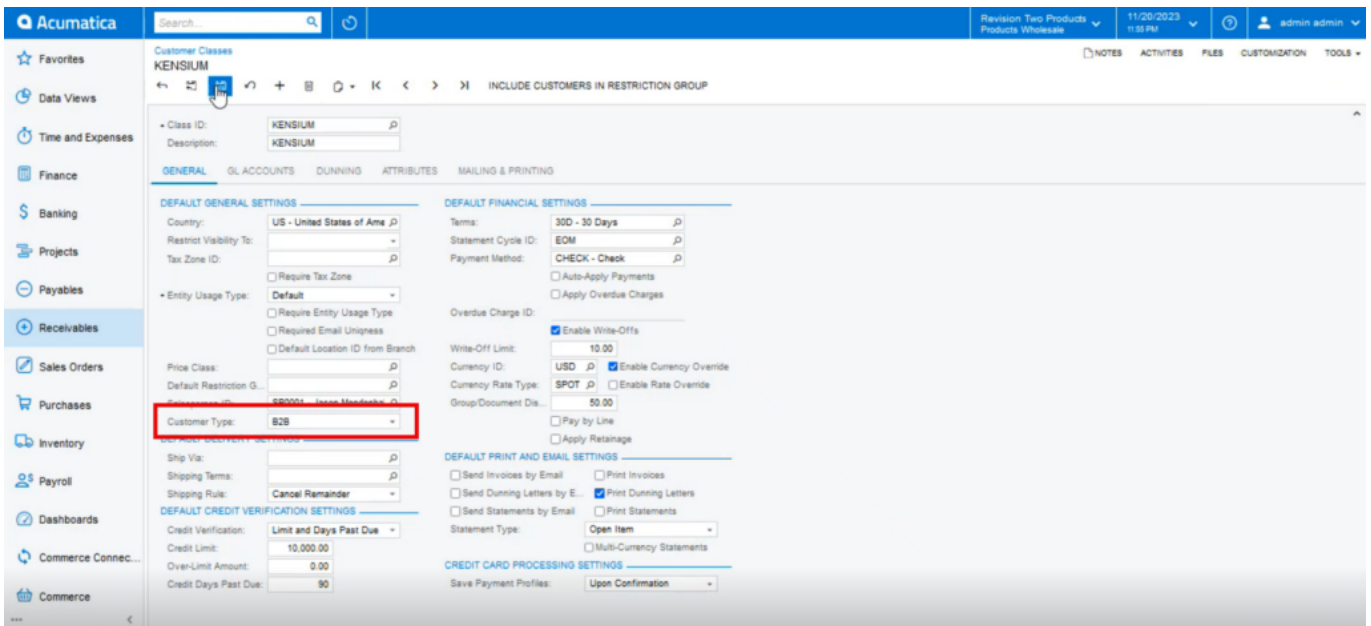 Acumatica
Search...
Revision Two Products
Products Wholesale
11/20/2023
11:55 PM
admin admin
Favorites
Data Views
Time and Expenses
Finance
Banking
Projects
Payables
Receivables
Sales Orders
Purchases
Inventory
Payroll
Dashboards
Commerce Connec...
Commerce
Customer Classes
KENSIUM
NOTES ACTIVITIES FILES CUSTOMIZATION TOOLS
INCLUDE CUSTOMERS IN RESTRICTION GROUP
Class ID: KENSIUM
Description: KENSIUM
GENERAL GL ACCOUNTS DUNNING ATTRIBUTES MAILING & PRINTING
DEFAULT GENERAL SETTINGS
Country: US - United States of Ame
Restrict Visibility To:
Tax Zone ID:
Require Tax Zone
Entity Usage Type: Default
Require Entity Usage Type
Required Email Uniqness
Default Location ID from Branch
Price Class:
Default Restriction G...
Customer Type: B2B
DEFAULT DELIVERY SETTINGS
Ship Via:
Shipping Terms:
Shipping Rule: Cancel Remainder
DEFAULT CREDIT VERIFICATION SETTINGS
Credit Verification: Limit and Days Past Due
Credit Limit: 10,000.00
Over-Limit Amount: 0.00
Credit Days Past Due: 90
DEFAULT FINANCIAL SETTINGS
Terms: 30D - 30 Days
Statement Cycle ID: EOM
Payment Method: CHECK - Check
Auto-Apply Payments
Apply Overdue Charges
Overdue Charge ID:
Enable Write-Offs
Write-Off Limit: 10.00
Currency ID: USD Enable Currency Override
Currency Rate Type: SPOT Enable Rate Override
Group/Document Dis... 50.00
Pay by Line
Apply Retainage
DEFAULT PRINT AND EMAIL SETTINGS
Send Invoices by Email Print Invoices
Send Dunning Letters by E... Print Dunning Letters
Send Statements by Email Print Statements
Statement Type: Open Item
Multi-Currency Statements
CREDIT CARD PROCESSING SETTINGS
Save Payment Profiles: Upon Confirmation